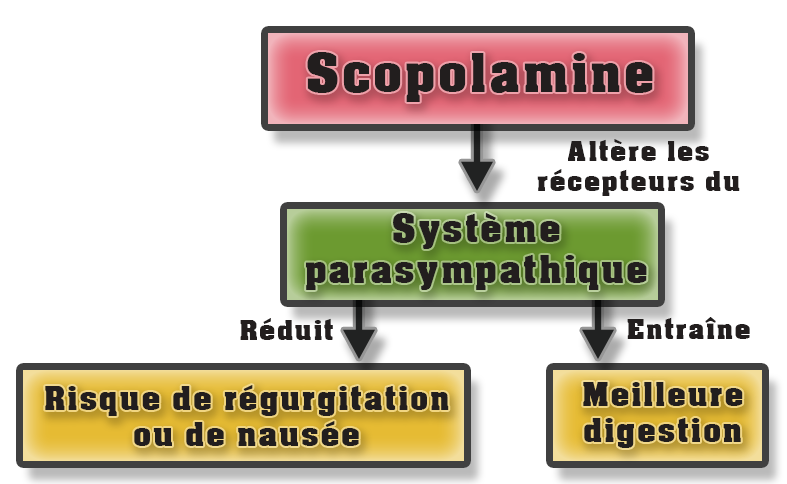 Scopolamine
Altère les
récepteurs du
Système
parasympathique
Réduit
Entraîne
Risque de régurgitation
ou de nausée
Meilleure
digestion